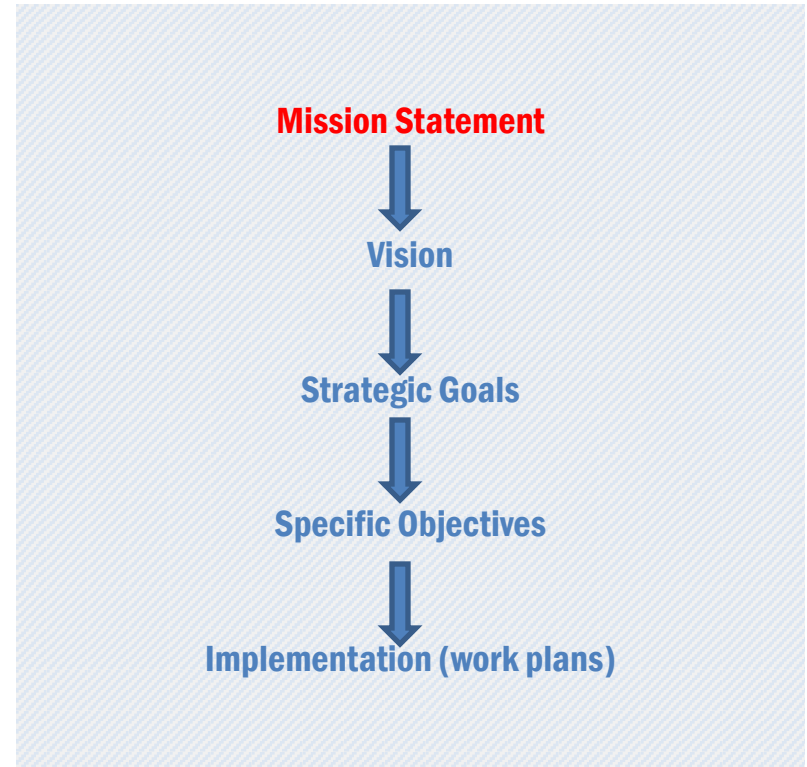 Mission Statement
Vision
Strategic Goals
Specific Objectives
Implementation (work plans)